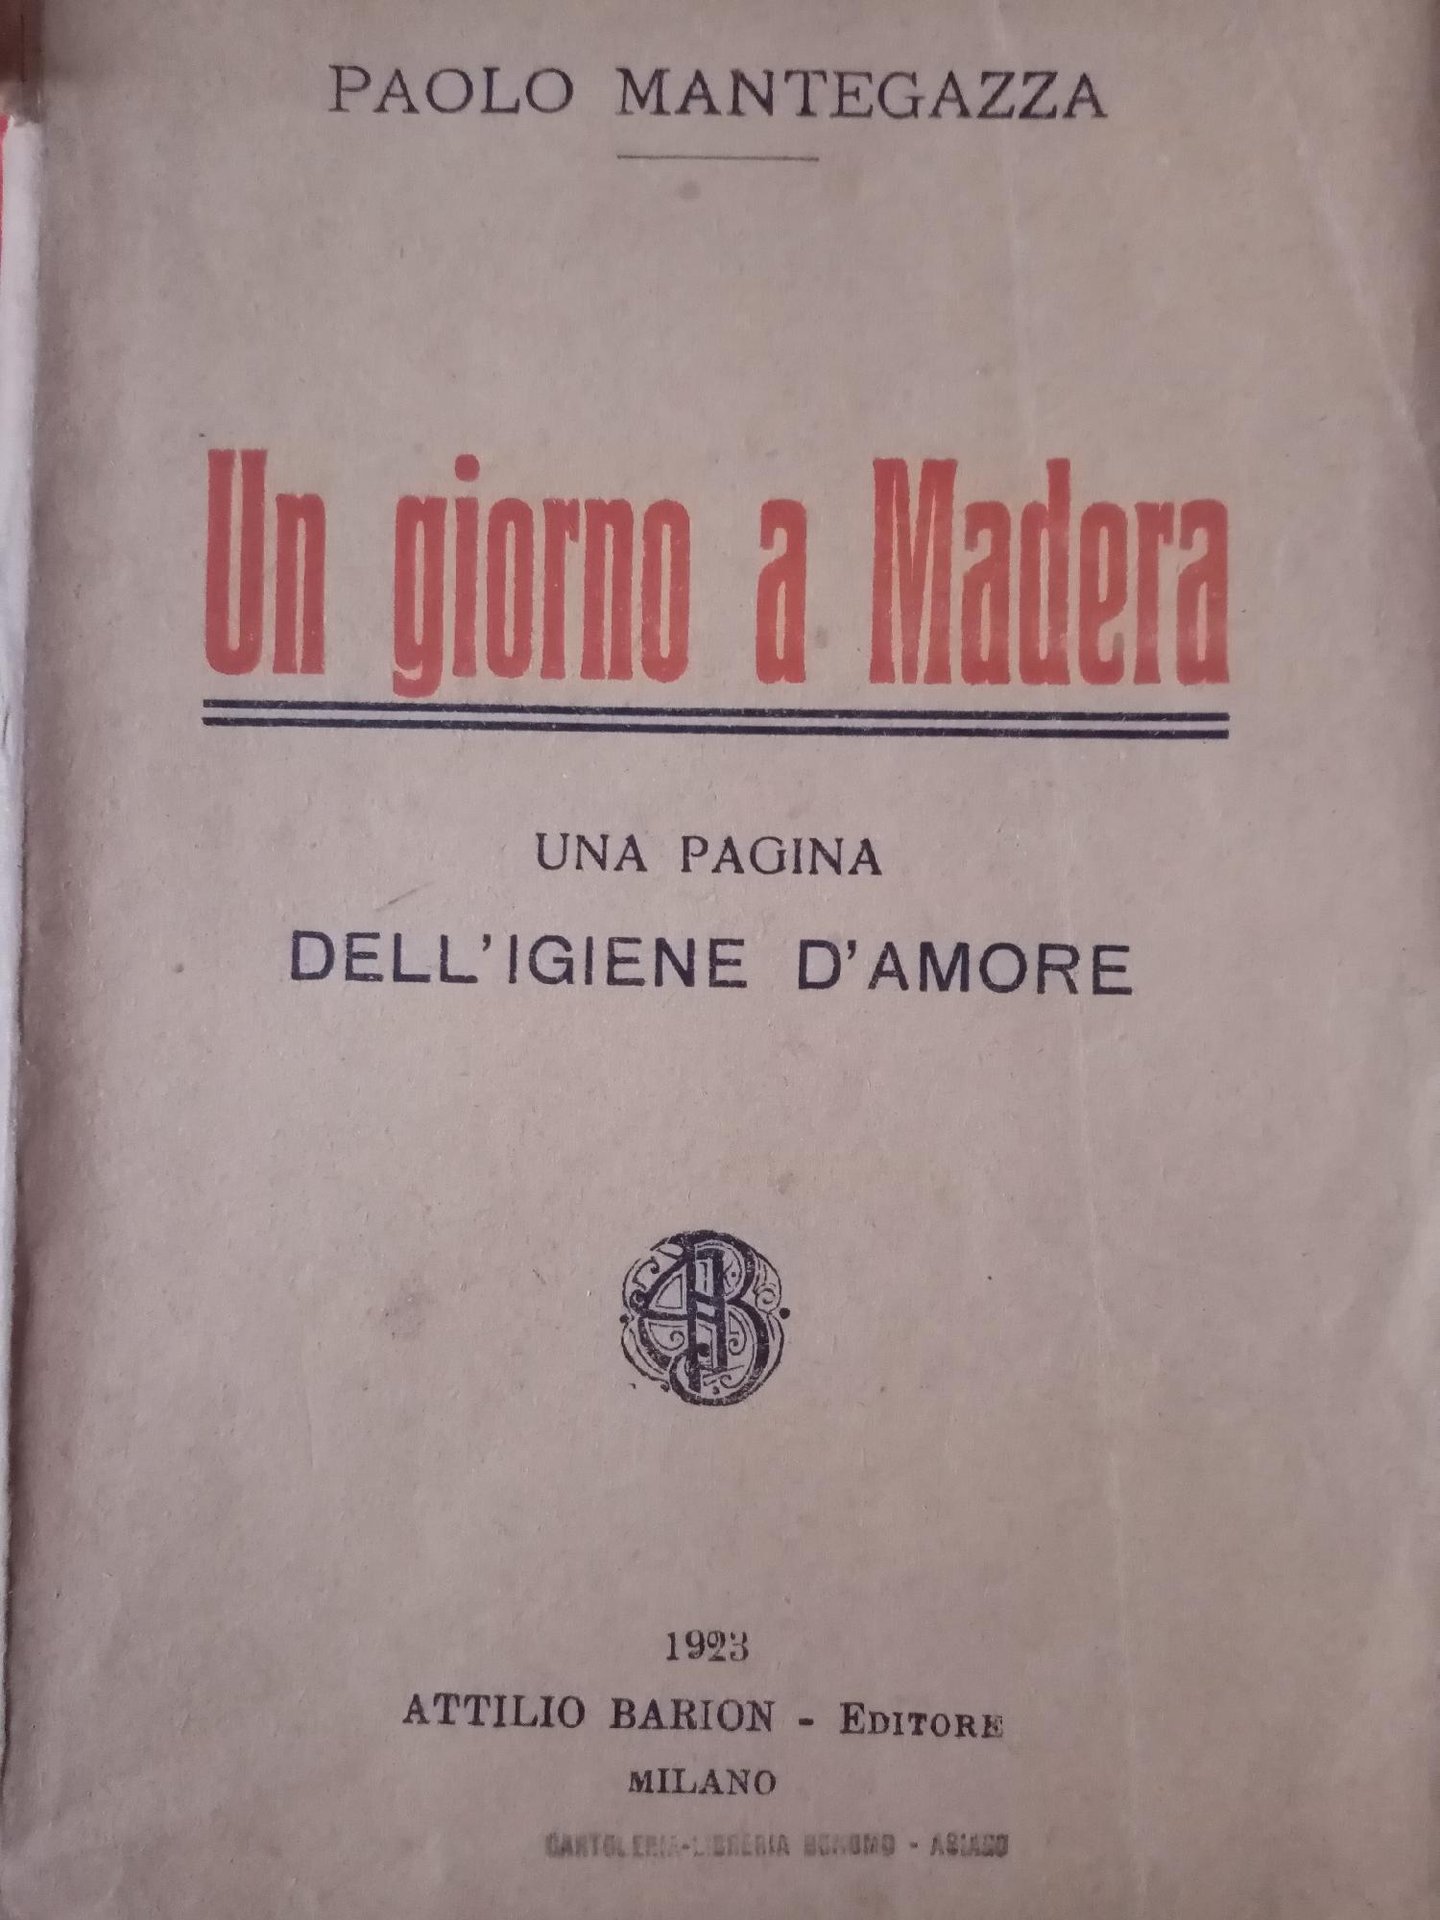 PAOLO MANTEGAZZA
Un giorno a Madera
UNA PAGINA
DELL'IGIENE D'AMORE
AB
1923
ATTILIO BARION - EDITORE
MILANO
CARTOLERIA-LIBRERIA BONOMO - ASIAGO